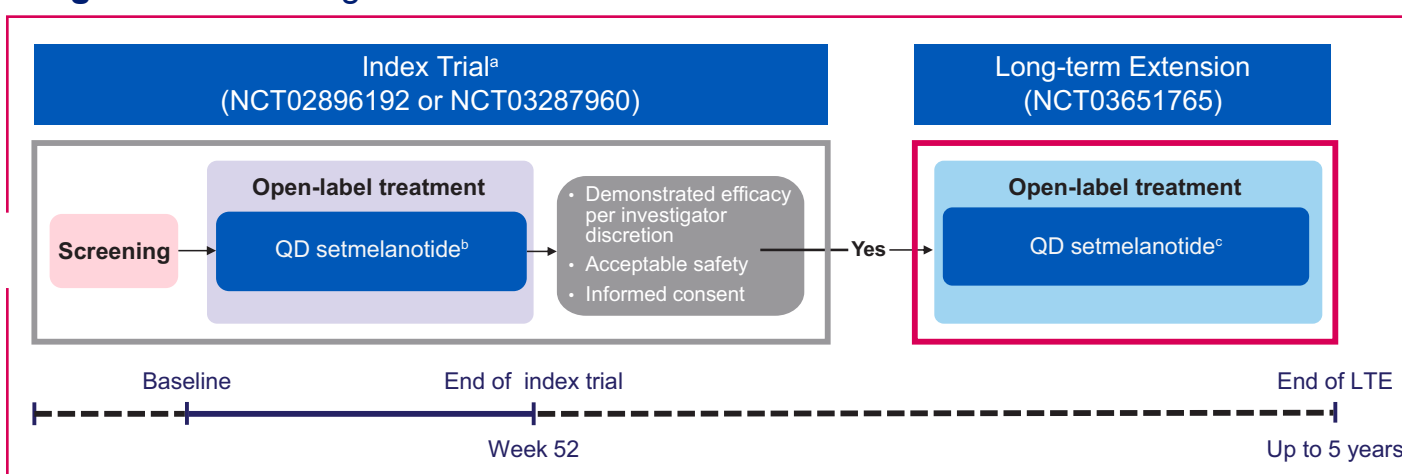 Index Trialᵃ
(NCT02896192 or NCT03287960)
Long-term Extension
(NCT03651765)
Screening
Open-label treatment
QD setmelanotideᵇ
• Demonstrated efficacy
per investigator
discretion
• Acceptable safety
• Informed consent
Yes
Open-label treatment
QD setmelanotideᶜ
Baseline
End of index trial
End of LTE
Week 52
Up to 5 years